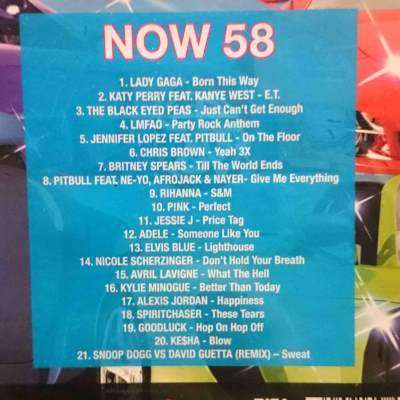 NOW 58
1. LADY GAGA - Born This Way
2. KATY PERRY FEAT. KANYE WEST - E.T.
3. THE BLACK EYED PEAS - Just Can't Get Enough
4. LMFAO - Party Rock Anthem
5. JENNIFER LOPEZ FEAT. PITBULL - On The Floor
6. CHRIS BROWN - Yeah 3X
7. BRITNEY SPEARS - Till The World Ends
8. PITBULL FEAT. NE-YO, AFROJACK & NAYER- Give Me Everything
9. RIHANNA - S&M
10. P!NK - Perfect
11. JESSIE J - Price Tag
12. ADELE - Someone Like You
13. ELVIS BLUE - Lighthouse
14. NICOLE SCHERZINGER - Don't Hold Your Breath
15. AVRIL LAVIGNE - What The Hell
16. KYLIE MINOGUE - Better Than Today
17. ALEXIS JORDAN - Happiness
18. SPIRITCHASER - These Tears
19. GOODLUCK - Hop On Hop Off
20. KE$HA - Blow
21. SNOOP DOGG VS DAVID GUETTA (REMIX) – Sweat